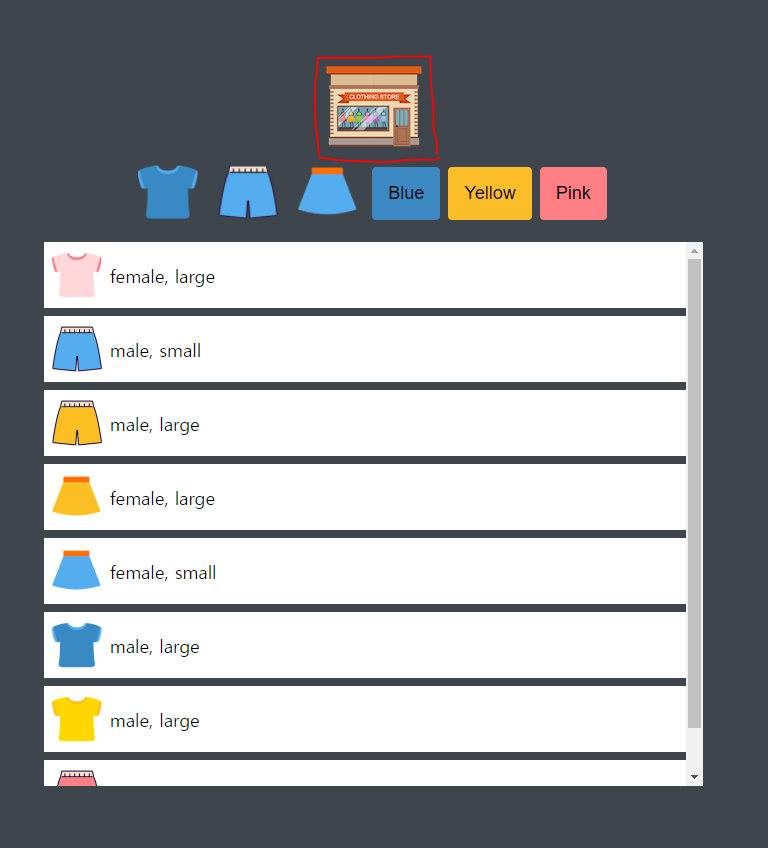 CLOTHING STORE
Blue Yellow Pink
female, large
male, small
male, large
female, large
female, small
male, large
male, large